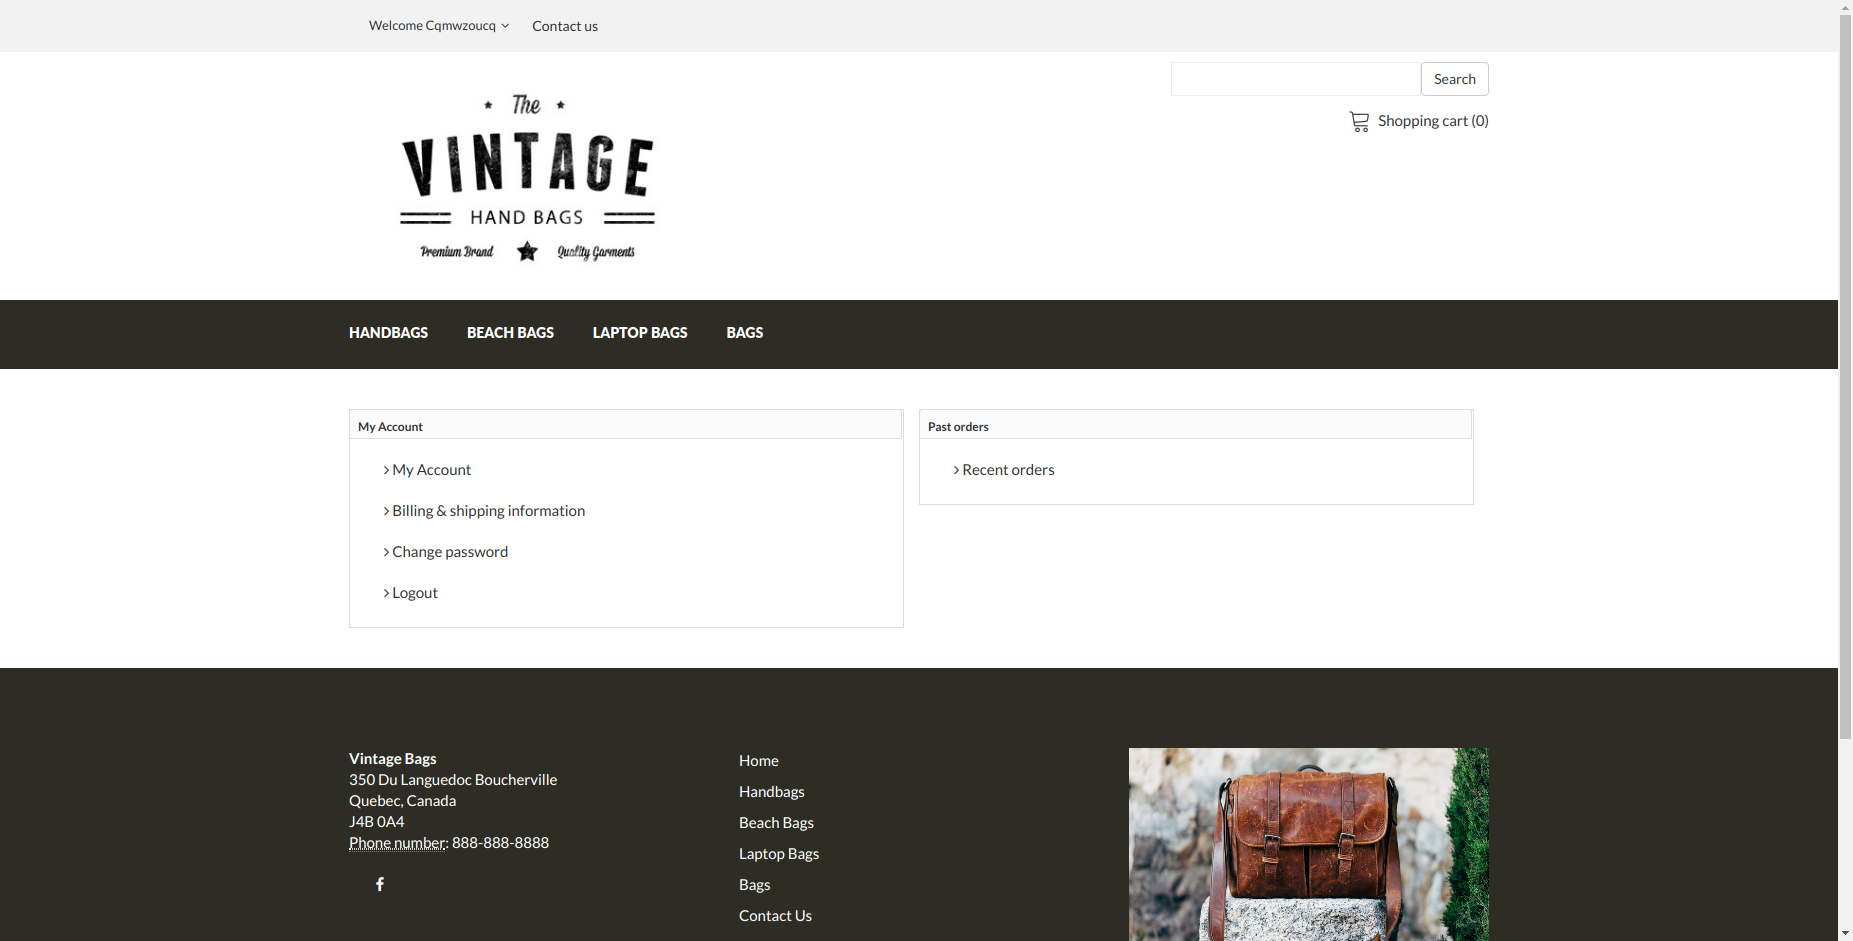 Welcome Cqmwzoucq
Contact us
Search
Shopping cart (0)
The
VINTAGE
HAND BAGS
Premium Brand
Quality Garments
HANDBAGS
BEACH BAGS
LAPTOP BAGS
BAGS
My Account
My Account
Billing & shipping information
Change password
Logout
Past orders
Recent orders
Vintage Bags
350 Du Languedoc Boucherville
Quebec, Canada
J4B 0A4
Phone number: 888-888-8888
Home
Handbags
Beach Bags
Laptop Bags
Bags
Contact Us